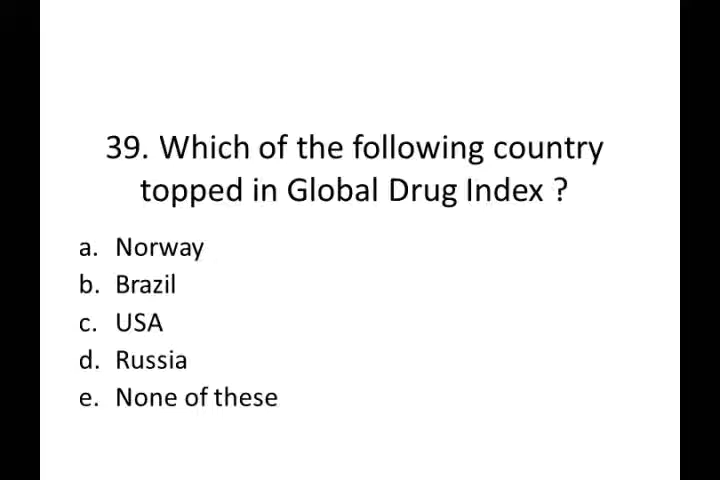 39. Which of the following country
topped in Global Drug Index ?
a. Norway
b. Brazil
c. USA
d. Russia
e. None of these